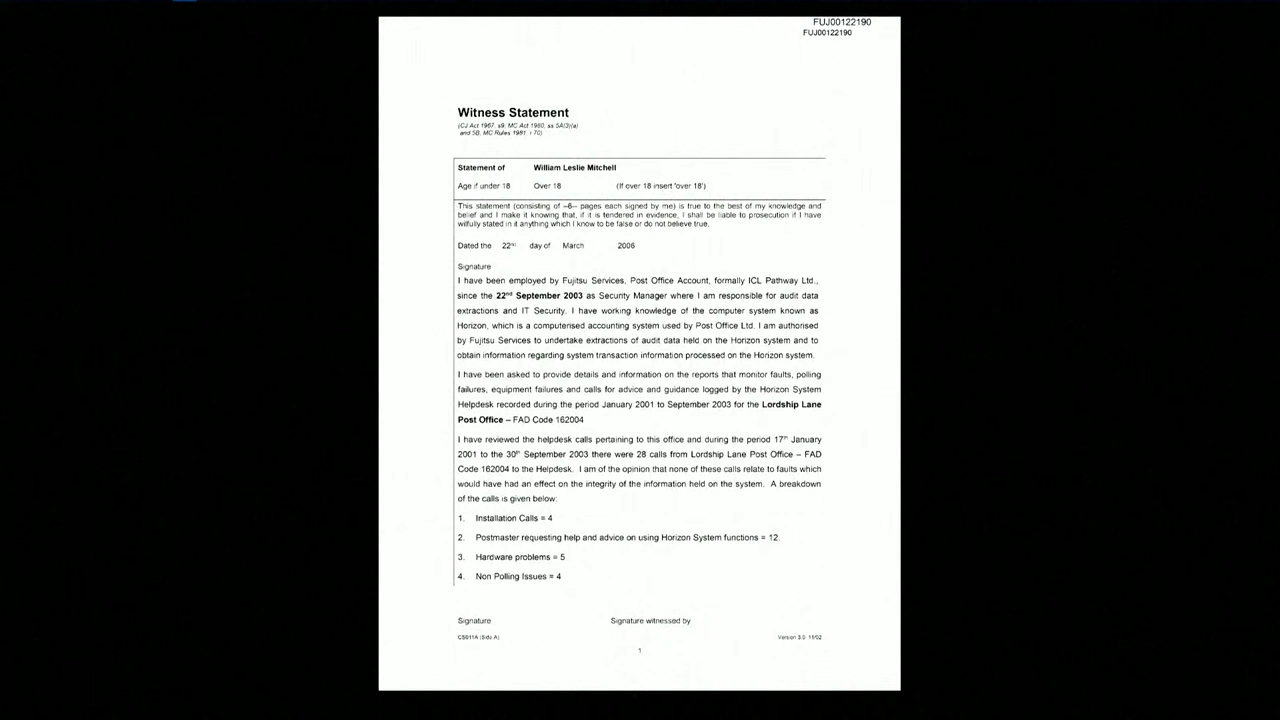 FUJ00122190
FUJ00122190
Witness Statement
(CJ Act 1967, s9; MC Act 1980, ss 5A(3)(a)
and 5B, MC Rules 1981, r 70)
Statement of William Leslie Mitchell
Age if under 18 Over 18 (If over 18 insert 'over 18')
This statement (consisting of –6– pages each signed by me) is true to the best of my knowledge and
belief and I make it knowing that, if it is tendered in evidence, I shall be liable to prosecution if I have
wilfully stated in it anything which I know to be false or do not believe true.
Dated the 22nd day of March 2006
Signature
I have been employed by Fujitsu Services, Post Office Account, formally ICL Pathway Ltd.,
since the 22nd September 2003 as Security Manager where I am responsible for audit data
extractions and IT Security. I have working knowledge of the computer system known as
Horizon, which is a computerised accounting system used by Post Office Ltd. I am authorised
by Fujitsu Services to undertake extractions of audit data held on the Horizon system and to
obtain information regarding system transaction information processed on the Horizon system.
I have been asked to provide details and information on the reports that monitor faults, polling
failures, equipment failures and calls for advice and guidance logged by the Horizon System
Helpdesk recorded during the period January 2001 to September 2003 for the Lordship Lane
Post Office – FAD Code 162004
I have reviewed the helpdesk calls pertaining to this office and during the period 17th January
2001 to the 30th September 2003 there were 28 calls from Lordship Lane Post Office – FAD
Code 162004 to the Helpdesk. I am of the opinion that none of these calls relate to faults which
would have had an effect on the integrity of the information held on the system. A breakdown
of the calls is given below:
1. Installation Calls = 4
2. Postmaster requesting help and advice on using Horizon System functions = 12.
3. Hardware problems = 5
4. Non Polling Issues = 4
Signature Signature witnessed by
CS011A (Side A) Version 3.0 11/02
1